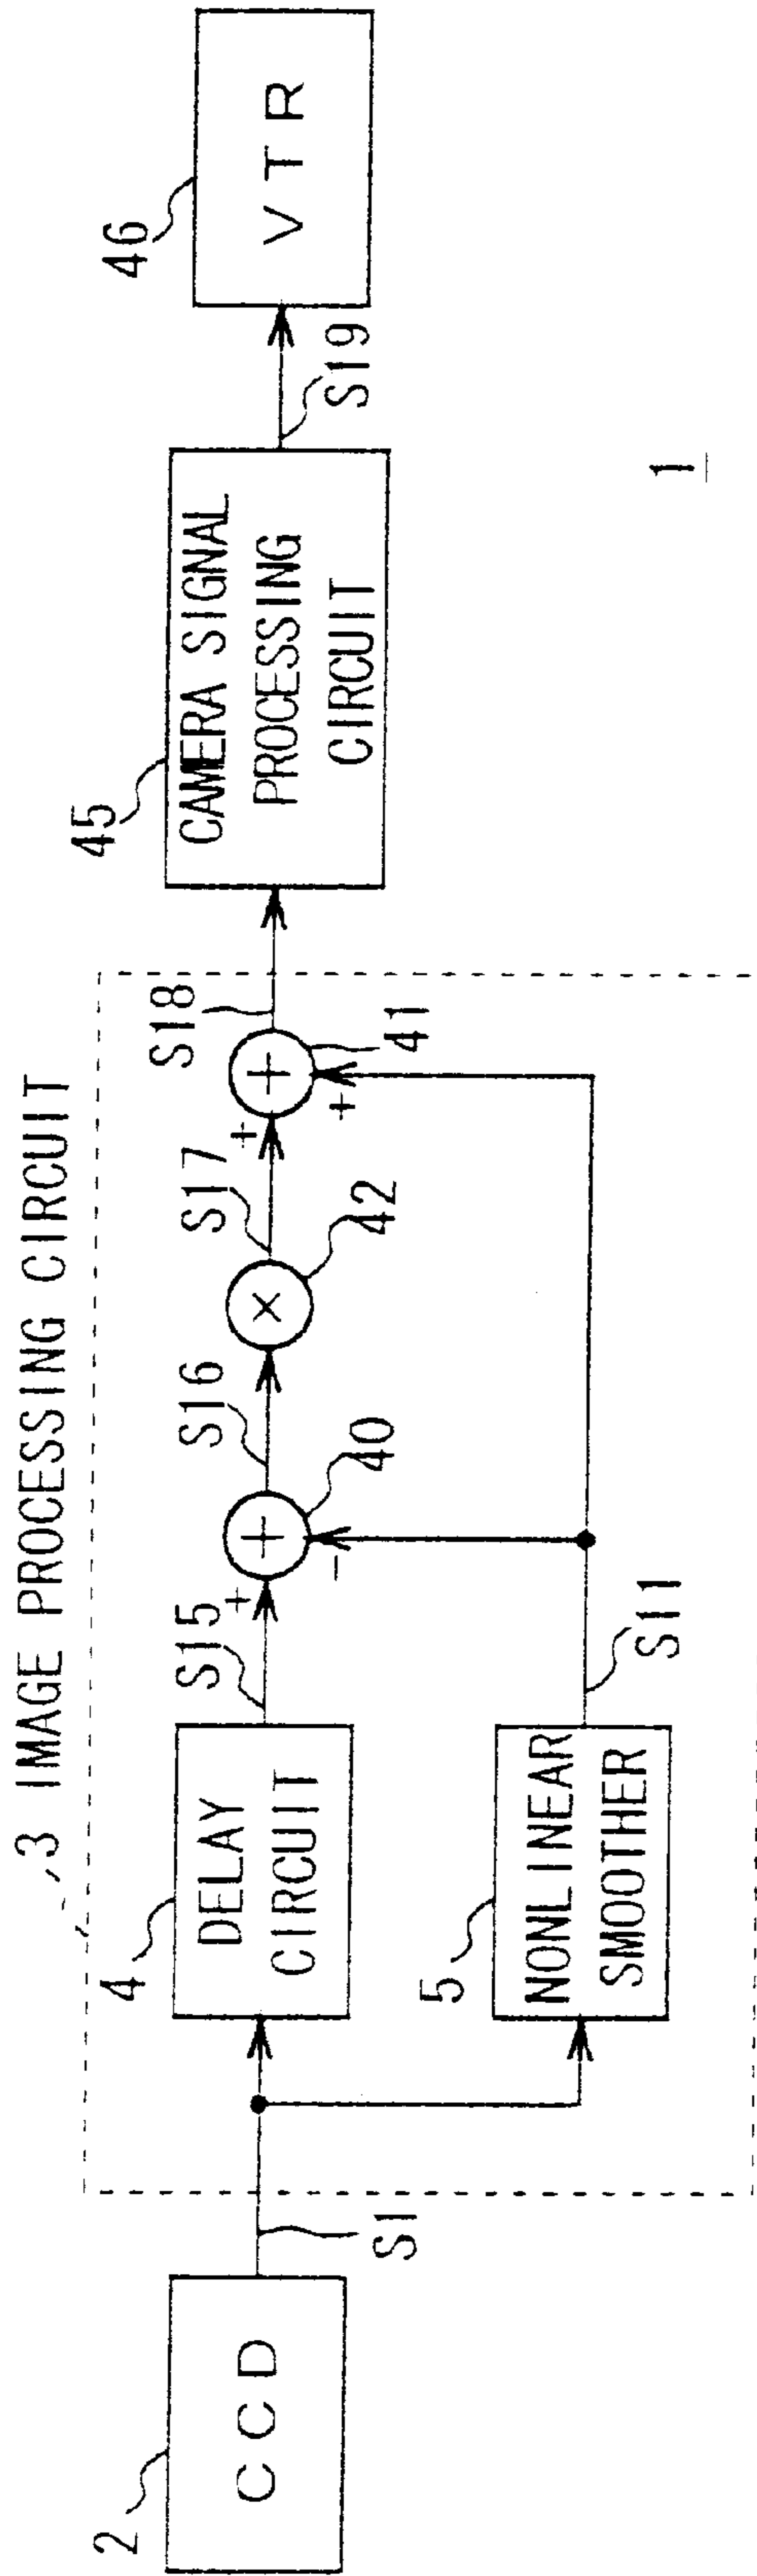 3 IMAGE PROCESSING CIRCUIT
2
CCD
S1
4
DELAY
CIRCUIT
5
NONLINEAR
SMOOTHER
S15
+
-
+
40
S11
S16
×
42
S17
+
+
+
41
S18
45
CAMERA SIGNAL
PROCESSING
CIRCUIT
S19
46
VTR
1